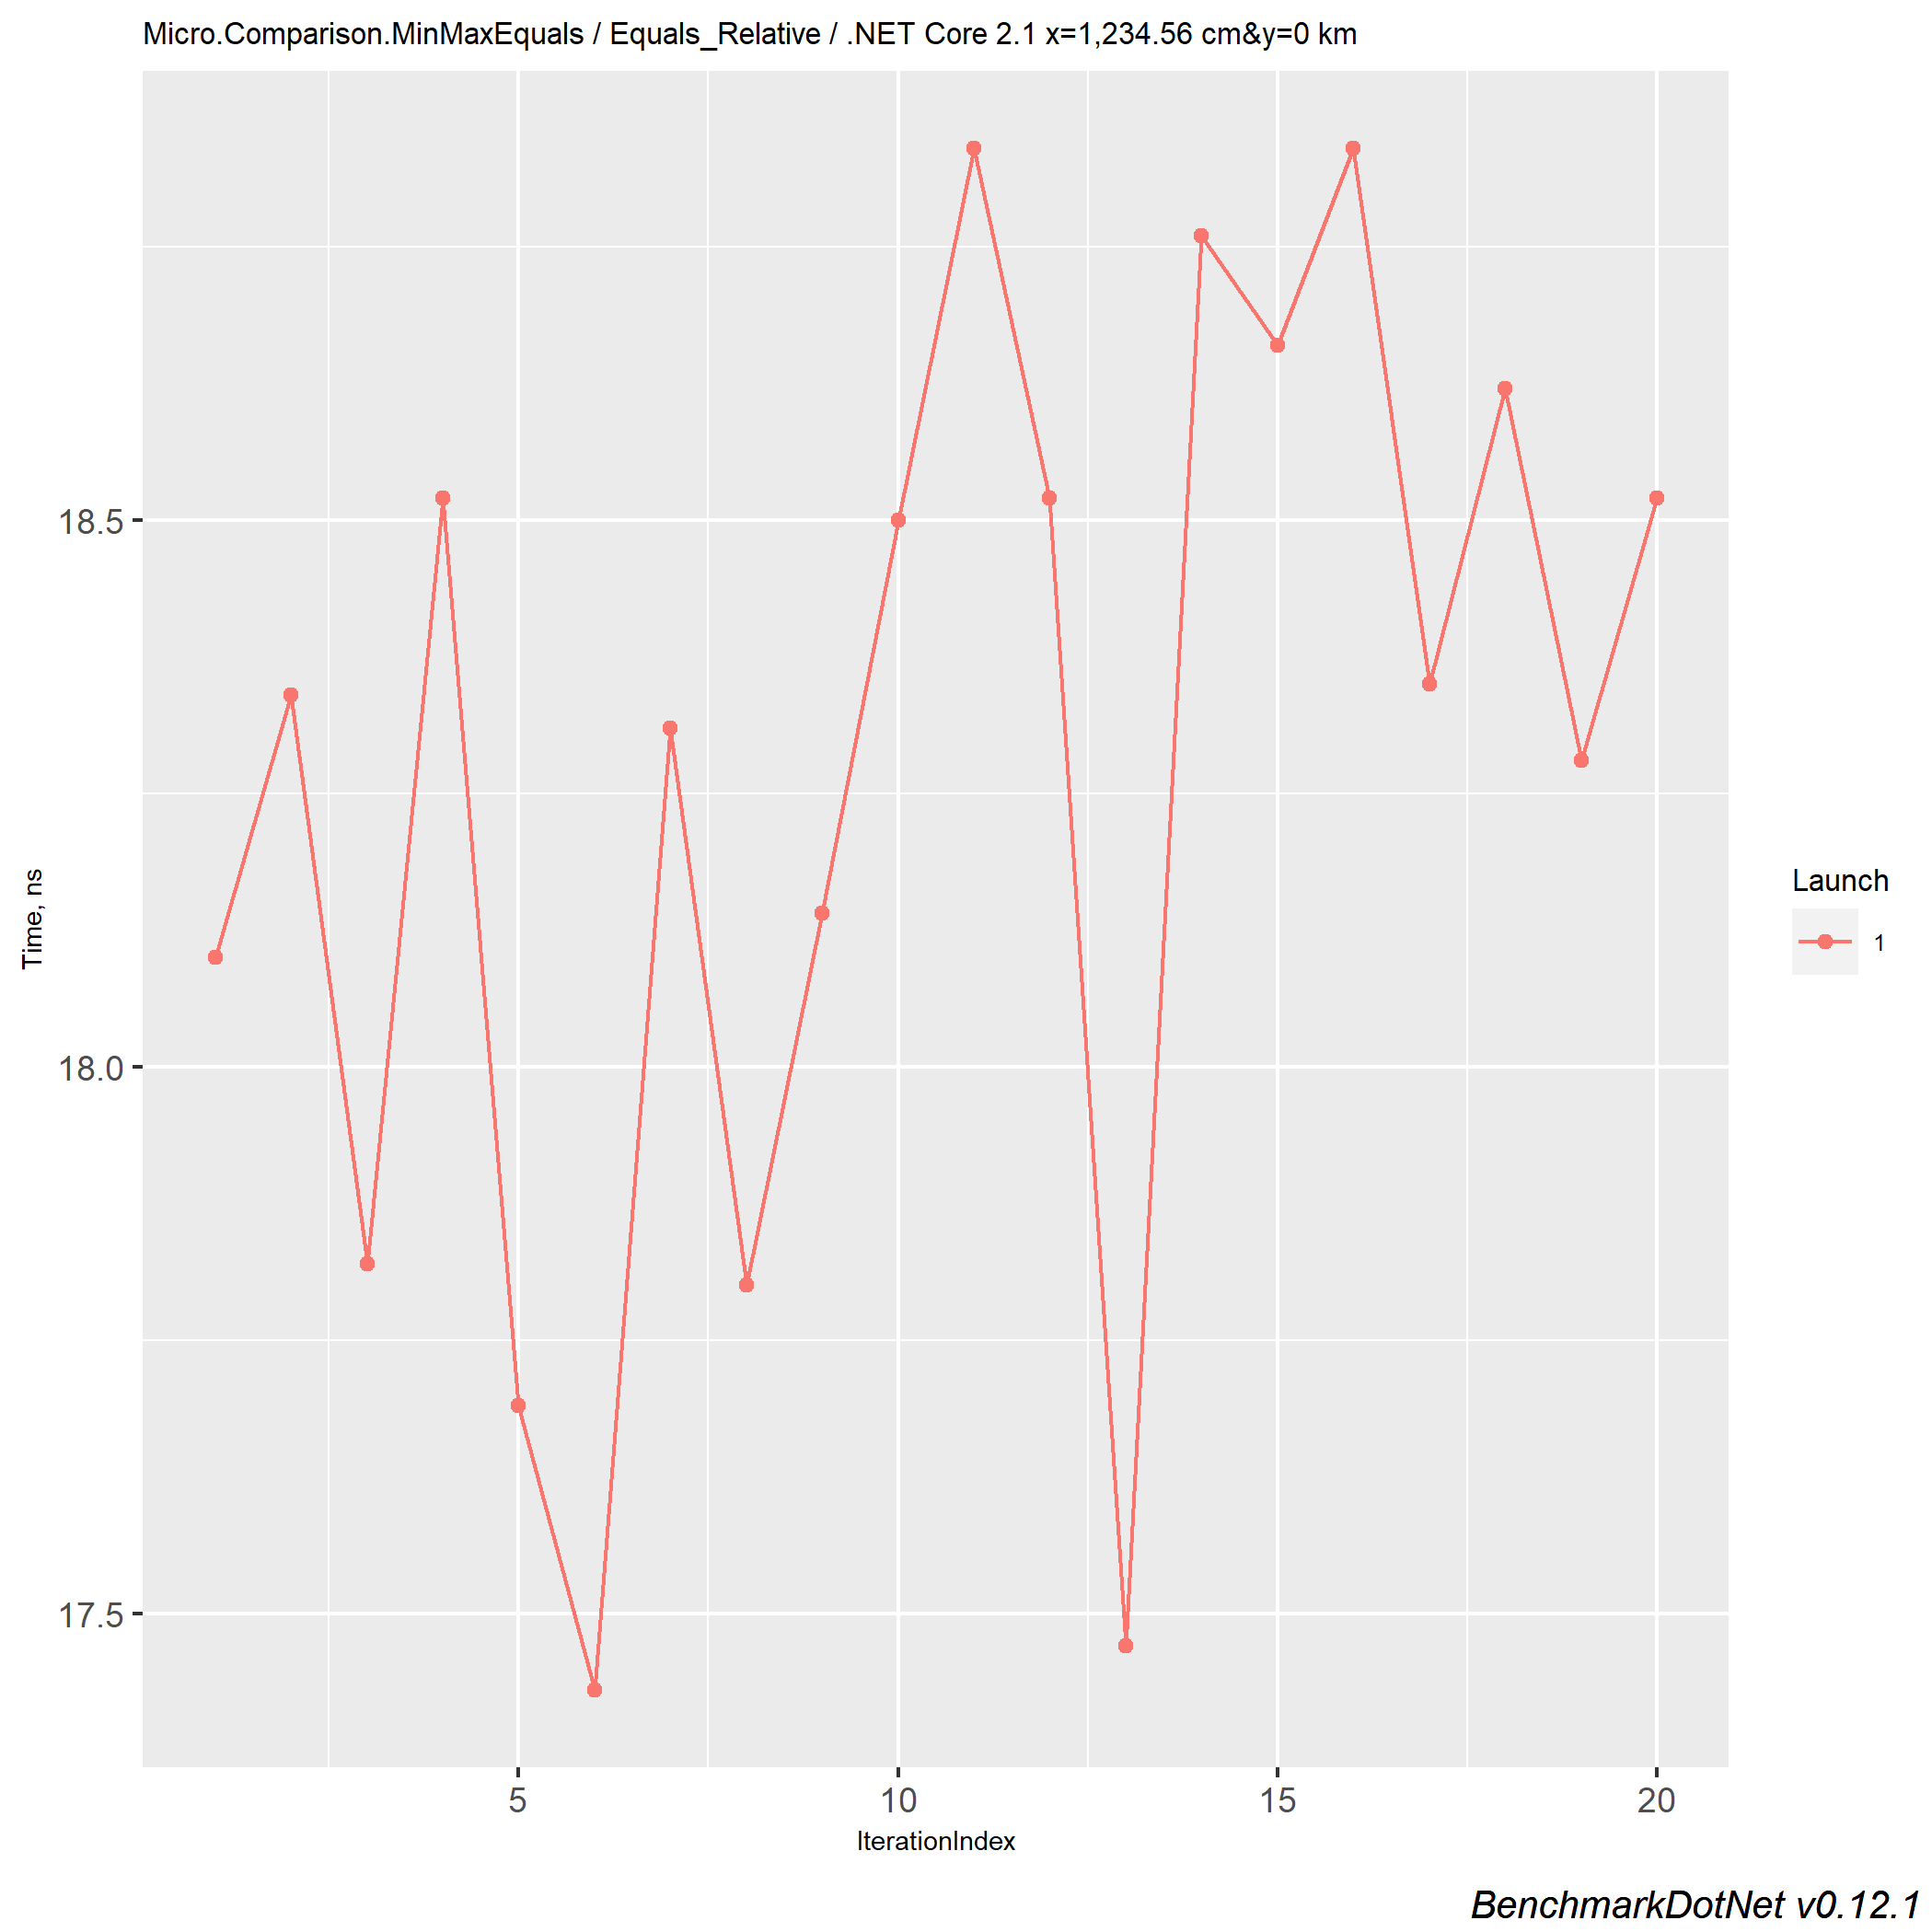 Micro.Comparison.MinMaxEquals / Equals_Relative / .NET Core 2.1 x=1,234.56 cm&y=0 km
Time, ns
18.5
18.0
17.5
5
10
15
20
IterationIndex
Launch
1
BenchmarkDotNet v0.12.1